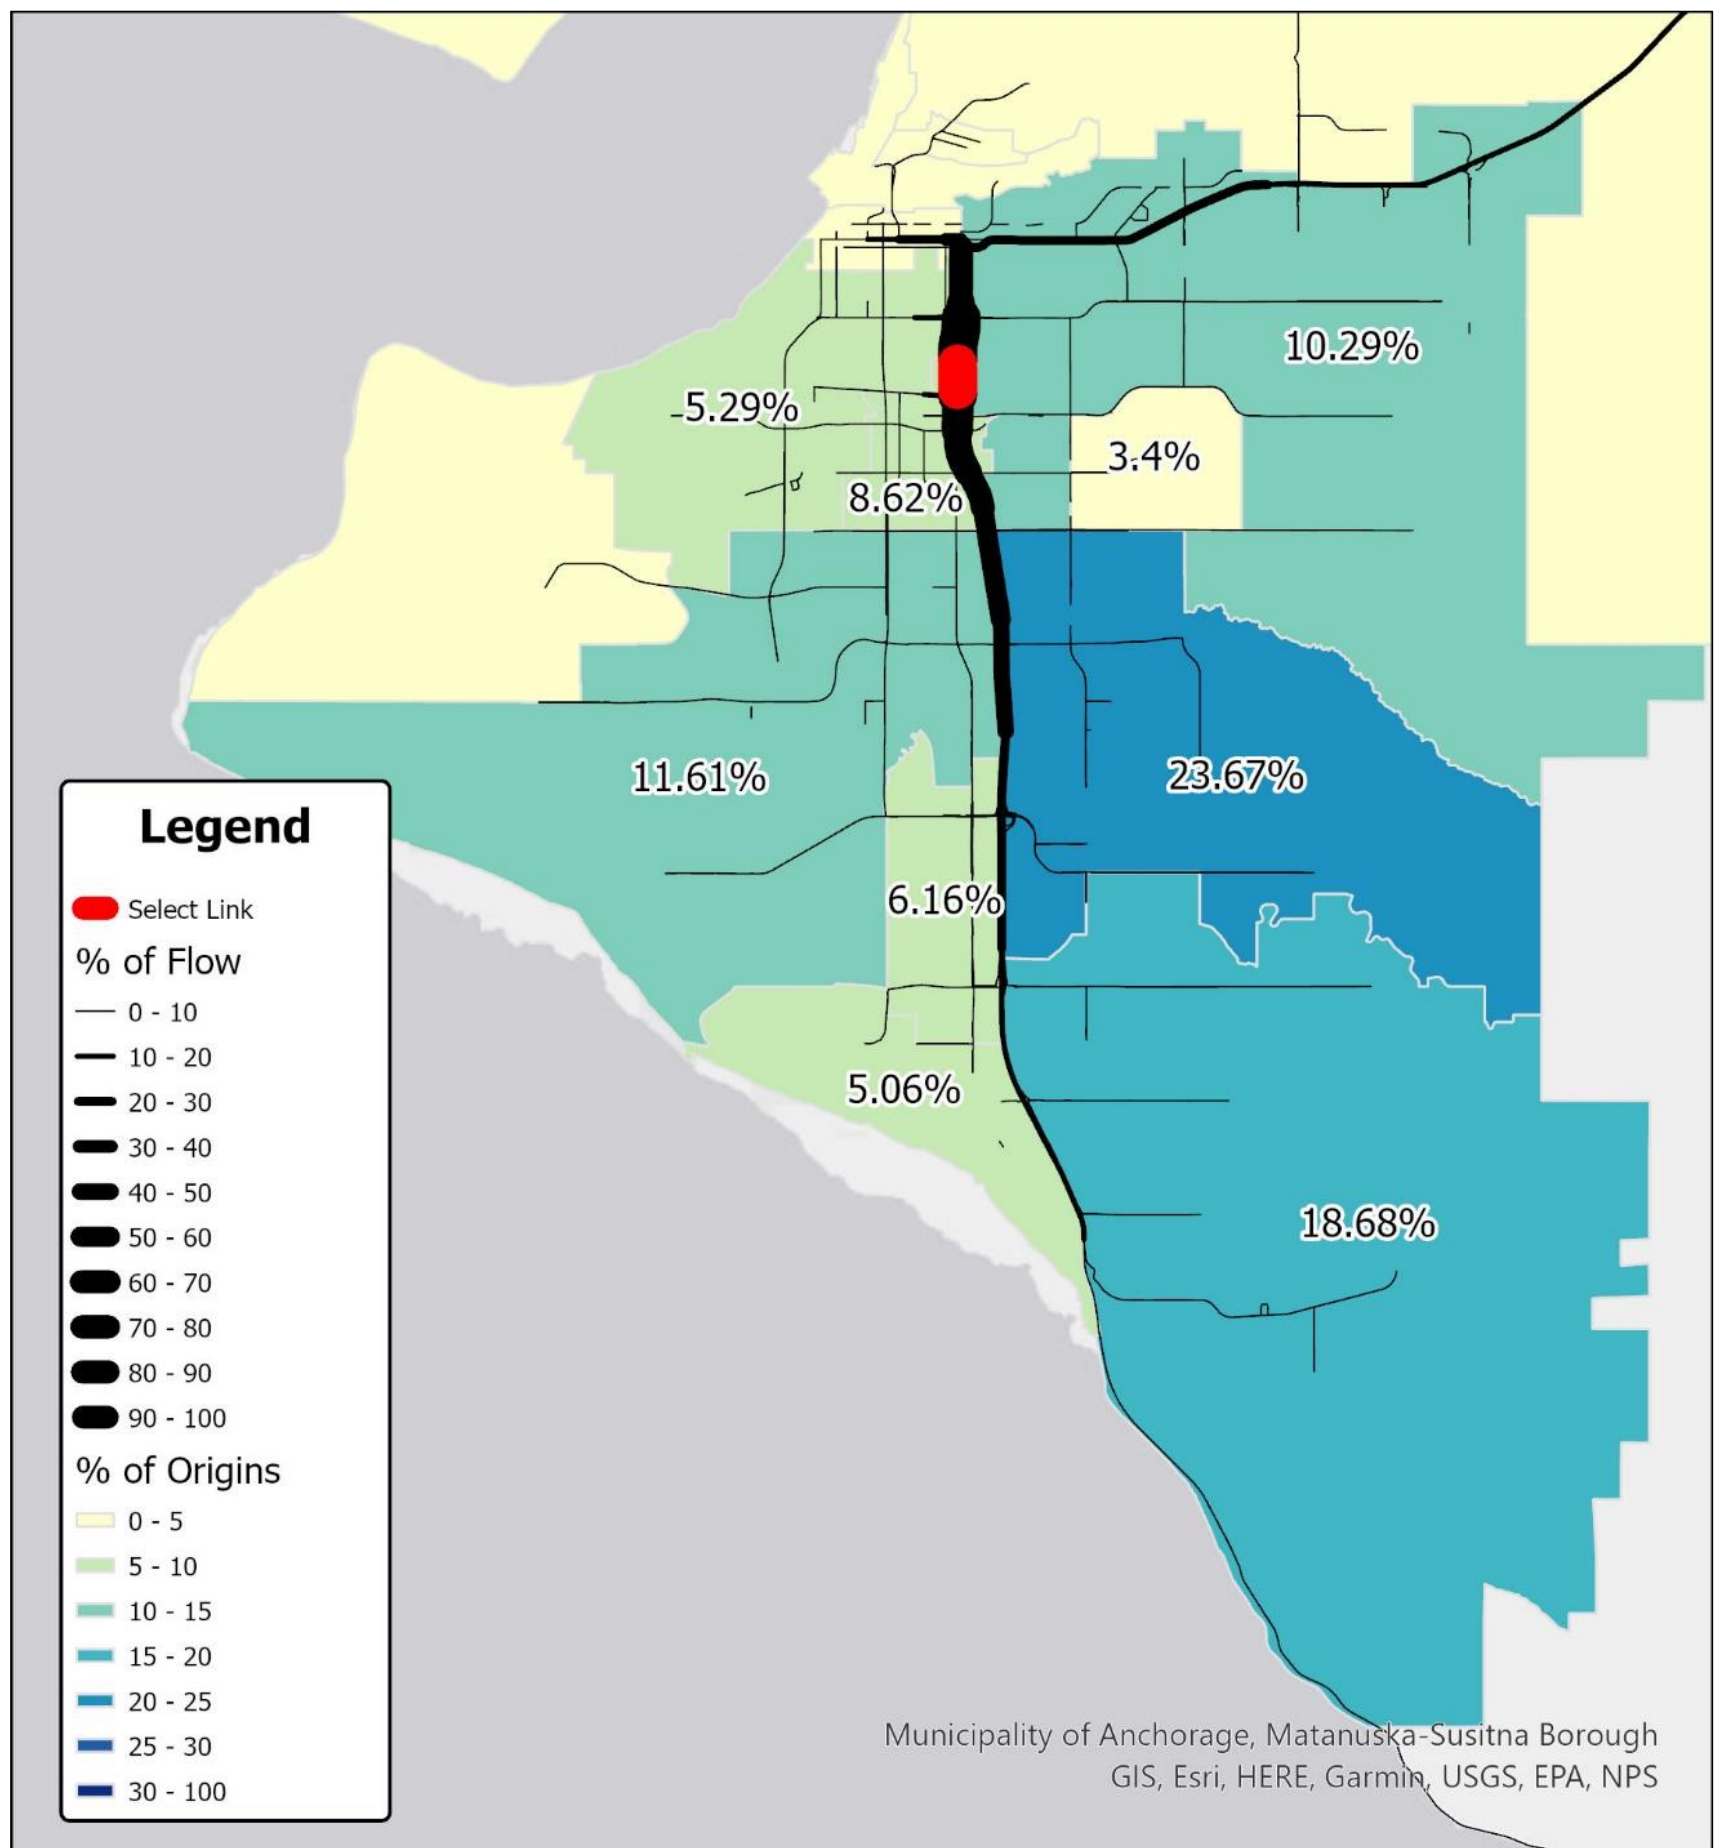 10.29%
5.29%
3.4%
8.62%
11.61%
23.67%
6.16%
5.06%
18.68%
Legend
Select Link
% of Flow
0 - 10
10 - 20
20 - 30
30 - 40
40 - 50
50 - 60
60 - 70
70 - 80
80 - 90
90 - 100
% of Origins
0 - 5
5 - 10
10 - 15
15 - 20
20 - 25
25 - 30
30 - 100
Municipality of Anchorage, Matanuska-Susitna Borough
GIS, Esri, HERE, Garmin, USGS, EPA, NPS